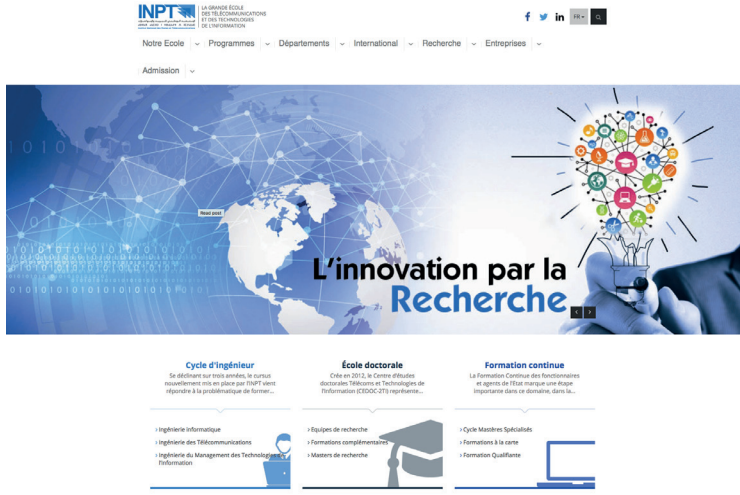 INPT
LA GRANDE ÉCOLE
DES TÉLÉCOMMUNICATIONS
ET DES TECHNOLOGIES
DE L'INFORMATION
FR
Notre Ecole
Programmes
Départements
International
Recherche
Entreprises
Admission
Read post
L'innovation par la
Recherche
Cycle d'ingénieur
Se déclinant sur trois années, le cursus
nouvellement mis en place par l'INPT vient
répondre à la problématique de former...
› Ingénierie Informatique
› Ingénierie des Télécommunications
› Ingénierie du Management des Technologies de
l'Information
École doctorale
Crée en 2012, le Centre d'études
doctorales Télécoms et Technologies de
l'Information (CEDOC-2TI) représente...
› Equipes de recherche
› Formations complémentaires
› Masters de recherche
Formation continue
La Formation Continue des fonctionnaires
et agents de l'Etat marque une étape
importante dans ce domaine, dans la...
› Cycle Mastères Spécialisés
› Formations à la carte
› Formation Qualifiante